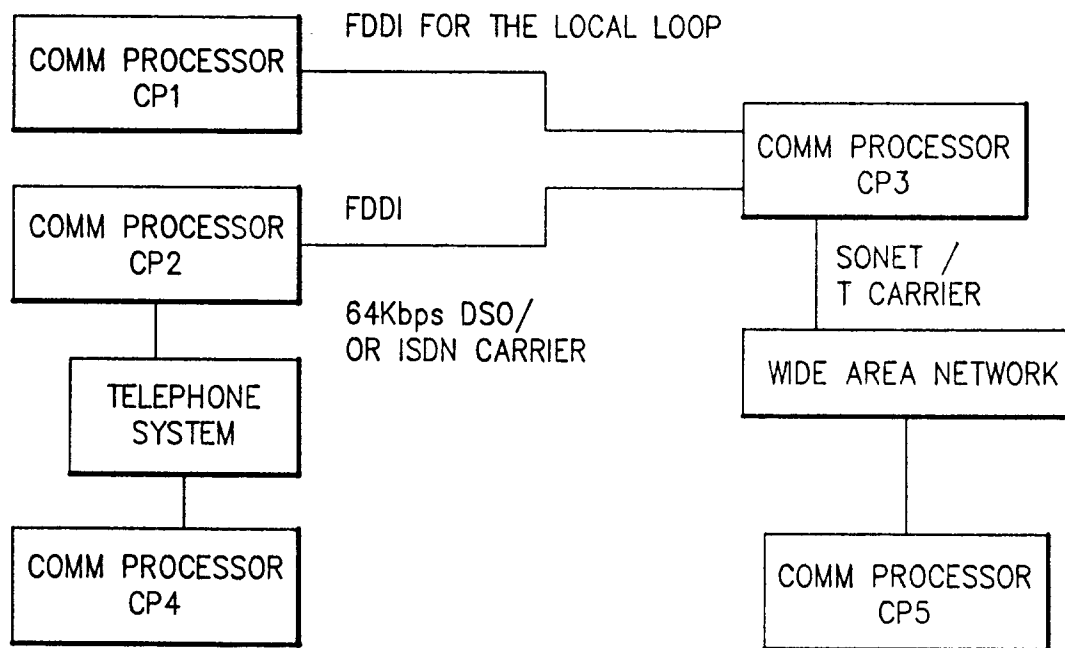 FDDI FOR THE LOCAL LOOP
COMM PROCESSOR
CP1
COMM PROCESSOR
CP3
COMM PROCESSOR
CP2
FDDI
SONET /
T CARRIER
64Kbps DSO/
OR ISDN CARRIER
WIDE AREA NETWORK
TELEPHONE
SYSTEM
COMM PROCESSOR
CP4
COMM PROCESSOR
CP5